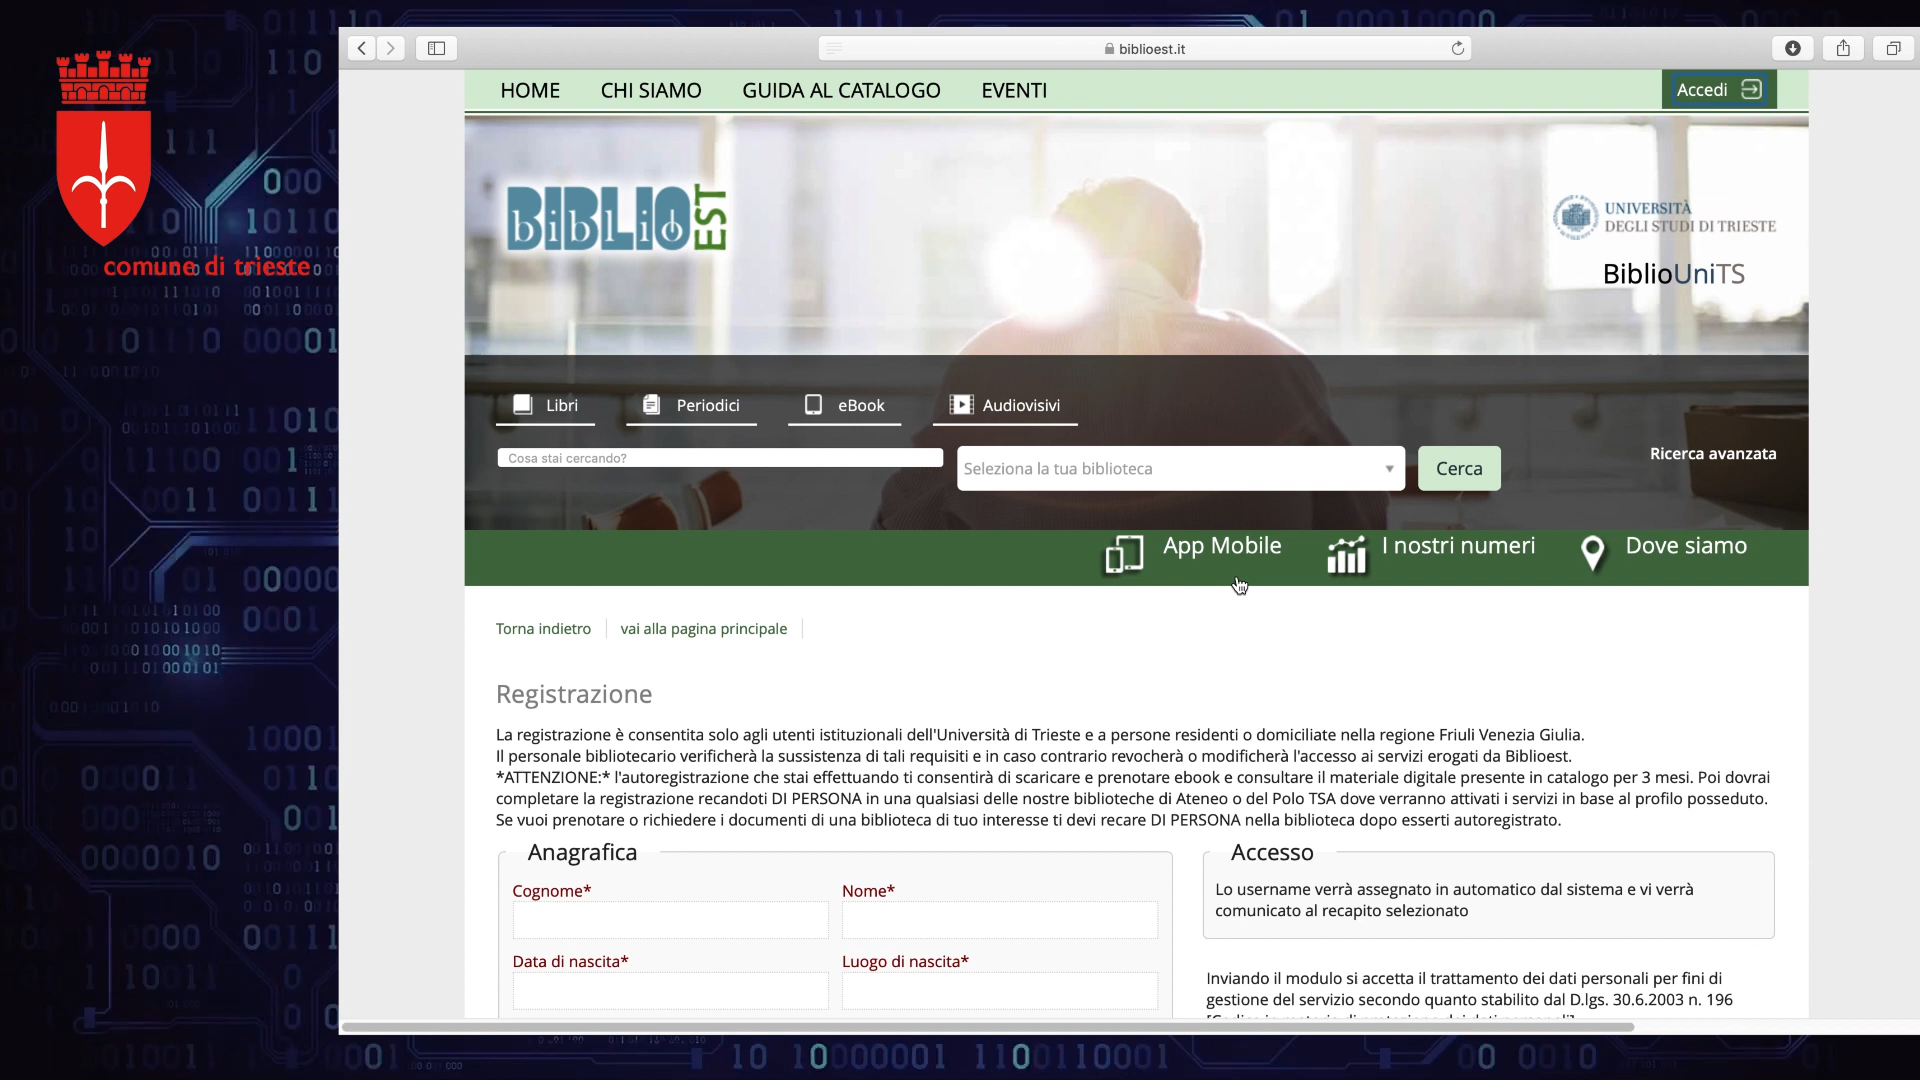 comune di trieste
biblioest.it
HOME CHI SIAMO GUIDA AL CATALOGO EVENTI Accedi
BIBLIO EST
biblio
UNIVERSITÀ
DEGLI STUDI DI TRIESTE
BiblioUniTS
Libri Periodici eBook Audiovisivi
Cosa stai cercando? Seleziona la tua biblioteca Cerca Ricerca avanzata
App Mobile I nostri numeri Dove siamo
Torna indietro vai alla pagina principale
Registrazione
La registrazione è consentita solo agli utenti istituzionali dell'Università di Trieste e a persone residenti o domiciliate nella regione Friuli Venezia Giulia.
Il personale bibliotecario verificherà la sussistenza di tali requisiti e in caso contrario revocherà o modificherà l'accesso ai servizi erogati da Biblioest.
*ATTENZIONE:* l'autoregistrazione che stai effettuando ti consentirà di scaricare e prenotare ebook e consultare il materiale digitale presente in catalogo per 3 mesi. Poi dovrai
completare la registrazione recandoti DI PERSONA in una qualsiasi delle nostre biblioteche di Ateneo o del Polo TSA dove verranno attivati i servizi in base al profilo posseduto.
Se vuoi prenotare o richiedere i documenti di una biblioteca di tuo interesse ti devi recare DI PERSONA nella biblioteca dopo esserti autoregistrato.
Anagrafica
Cognome* Nome*
Data di nascita* Luogo di nascita*
Accesso
Lo username verrà assegnato in automatico dal sistema e vi verrà
comunicato al recapito selezionato
Inviando il modulo si accetta il trattamento dei dati personali per fini di
gestione del servizio secondo quanto stabilito dal D.lgs. 30.6.2003 n. 196